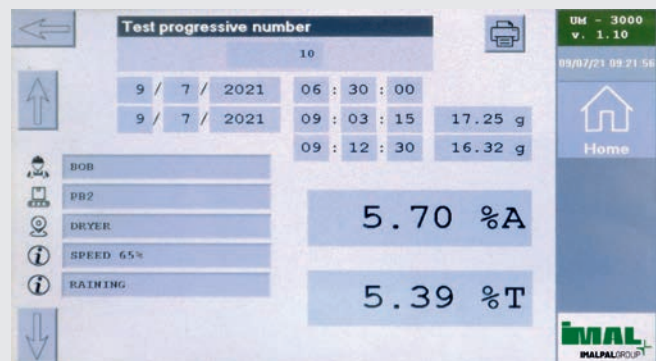 Test progressive number
10
UM - 3000
v. 1.10
09/07/21 09:21:56
9 / 7 / 2021 06 : 30 : 00
9 / 7 / 2021 09 : 03 : 15 17.25 g
09 : 12 : 30 16.32 g
Home
BOB
PB2
DRYER
SPEED 65%
RAINING
5.70 %A
5.39 %T
IMAL
IMALPALGROUP